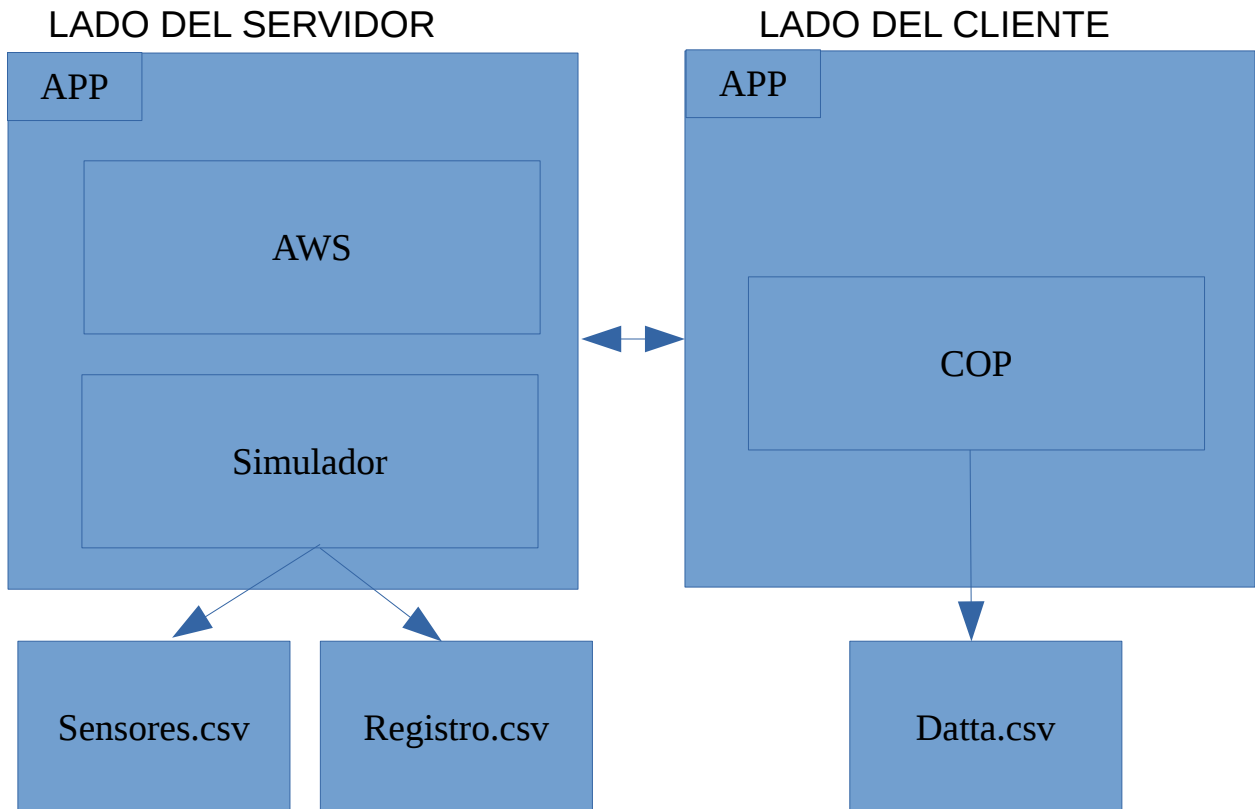 LADO DEL SERVIDOR
LADO DEL CLIENTE
APP
APP
AWS
COP
Simulador
Sensores.csv
Registro.csv
Datta.csv